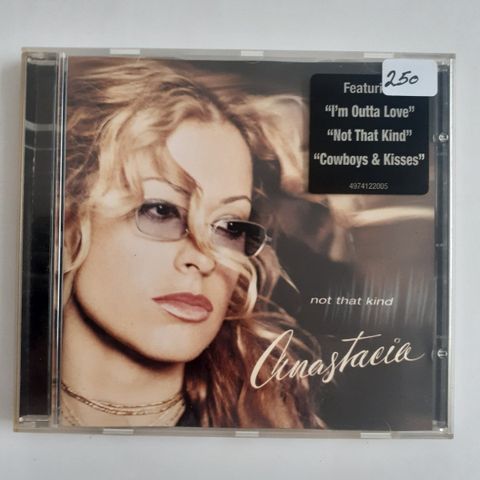 250
Featuri
"I'm Outta Love"
"Not That Kind"
"Cowboys & Kisses"
4974122005
not that kind
Anastacia